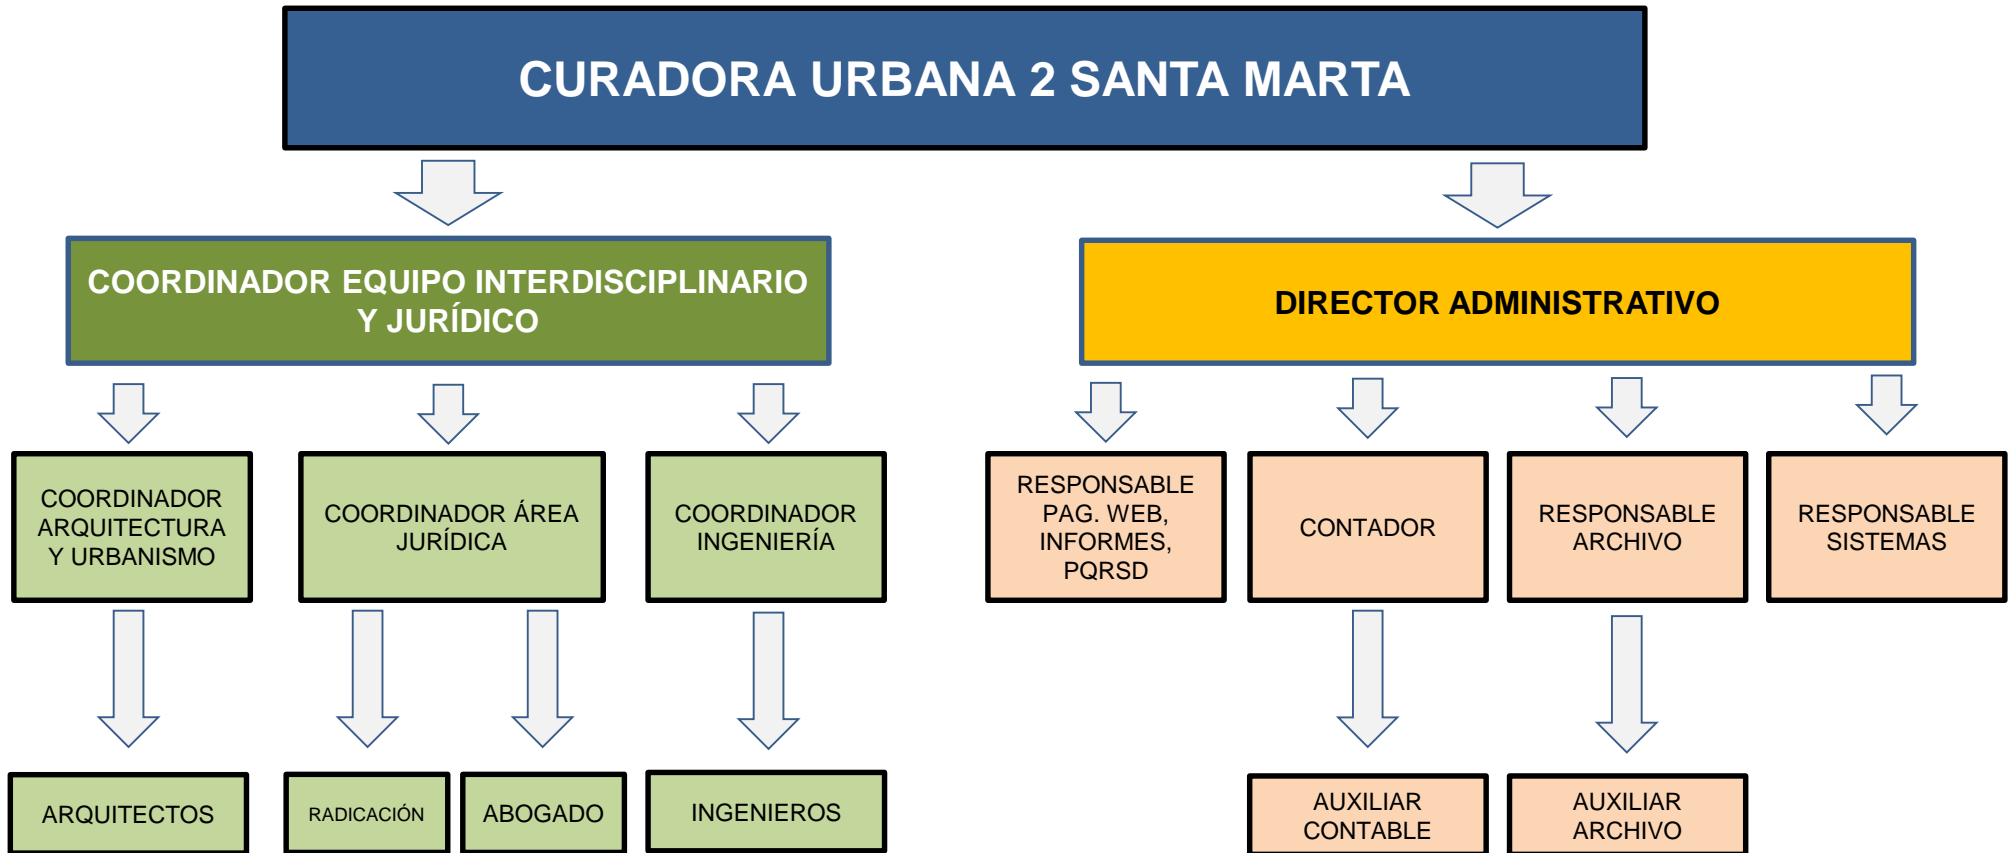 CURADORA URBANA 2 SANTA MARTA
COORDINADOR EQUIPO INTERDISCIPLINARIO
Y JURÍDICO
DIRECTOR ADMINISTRATIVO
COORDINADOR
ARQUITECTURA
Y URBANISMO
COORDINADOR ÁREA
JURÍDICA
COORDINADOR
INGENIERÍA
RESPONSABLE
PAG. WEB,
INFORMES,
PQRSD
CONTADOR
RESPONSABLE
ARCHIVO
RESPONSABLE
SISTEMAS
ARQUITECTOS
RADICACIÓN
ABOGADO
INGENIEROS
AUXILIAR
CONTABLE
AUXILIAR
ARCHIVO